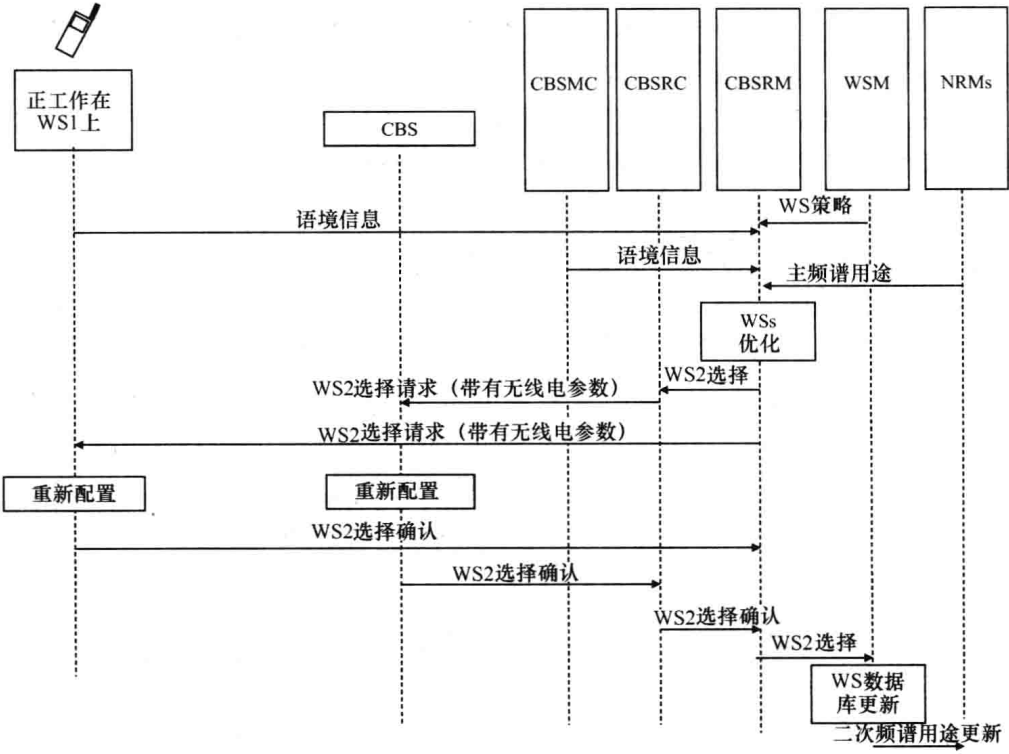 正工作在
WS1上
CBS
CBSMC
CBSRC
CBSRM
WSM
NRMs
WS策略
语境信息
语境信息
主频谱用途
WSs
优化
WS2选择
WS2选择请求（带有无线电参数）
WS2选择请求（带有无线电参数）
重新配置
重新配置
WS2选择确认
WS2选择确认
WS2选择确认
WS2选择
WS数据
库更新
二次频谱用途更新